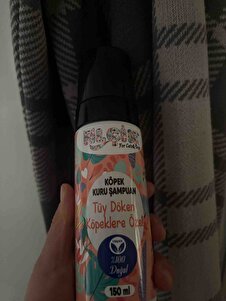 KÖPEK
KURU ŞAMPUAN
Tüy Döken
Köpeklere Özel
%100
Doğal
150 ml